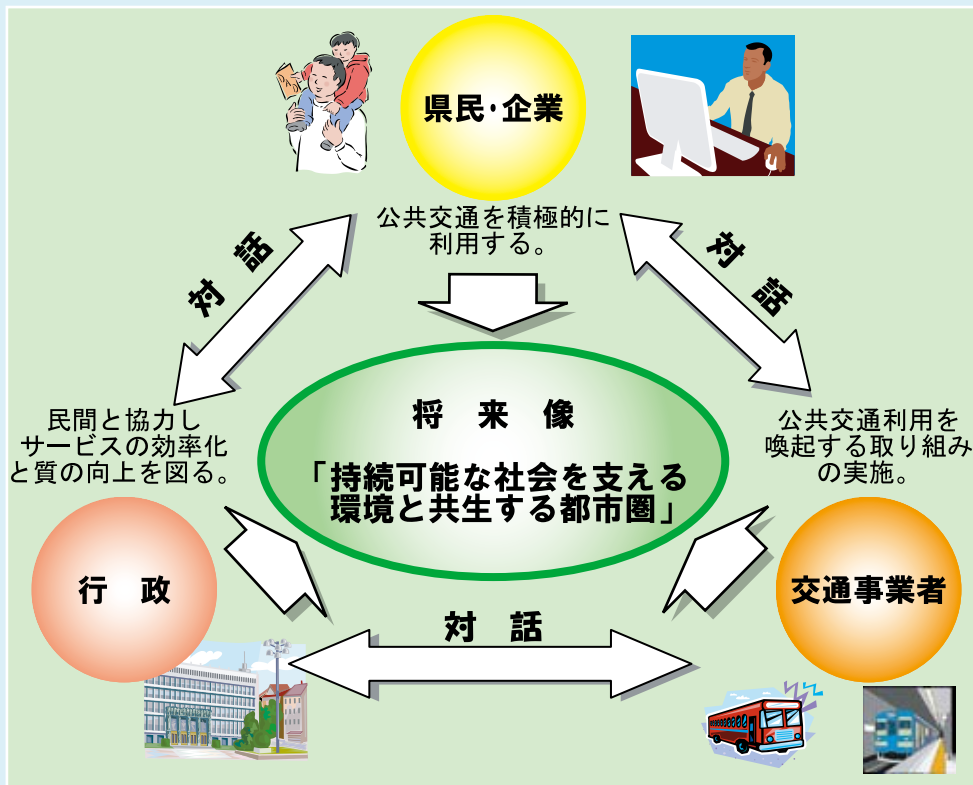 県民・企業
公共交通を積極的に
利用する。
対話
対話
将来像
「持続可能な社会を支える
環境と共生する都市圏」
民間と協力し
サービスの効率化
と質の向上を図る。
行政
公共交通利用を
喚起する取り組み
の実施。
交通事業者
対話